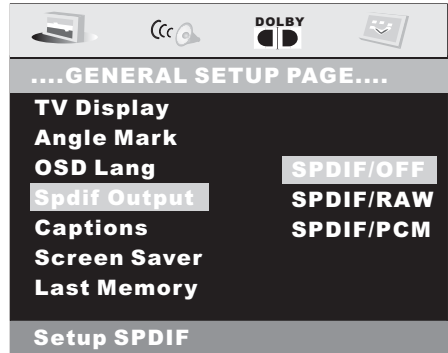 DOLBY
....GENERAL SETUP PAGE....
TV Display
Angle Mark
OSD Lang SPDIF/OFF
Spdif Output SPDIF/RAW
Captions SPDIF/PCM
Screen Saver
Last Memory
Setup SPDIF